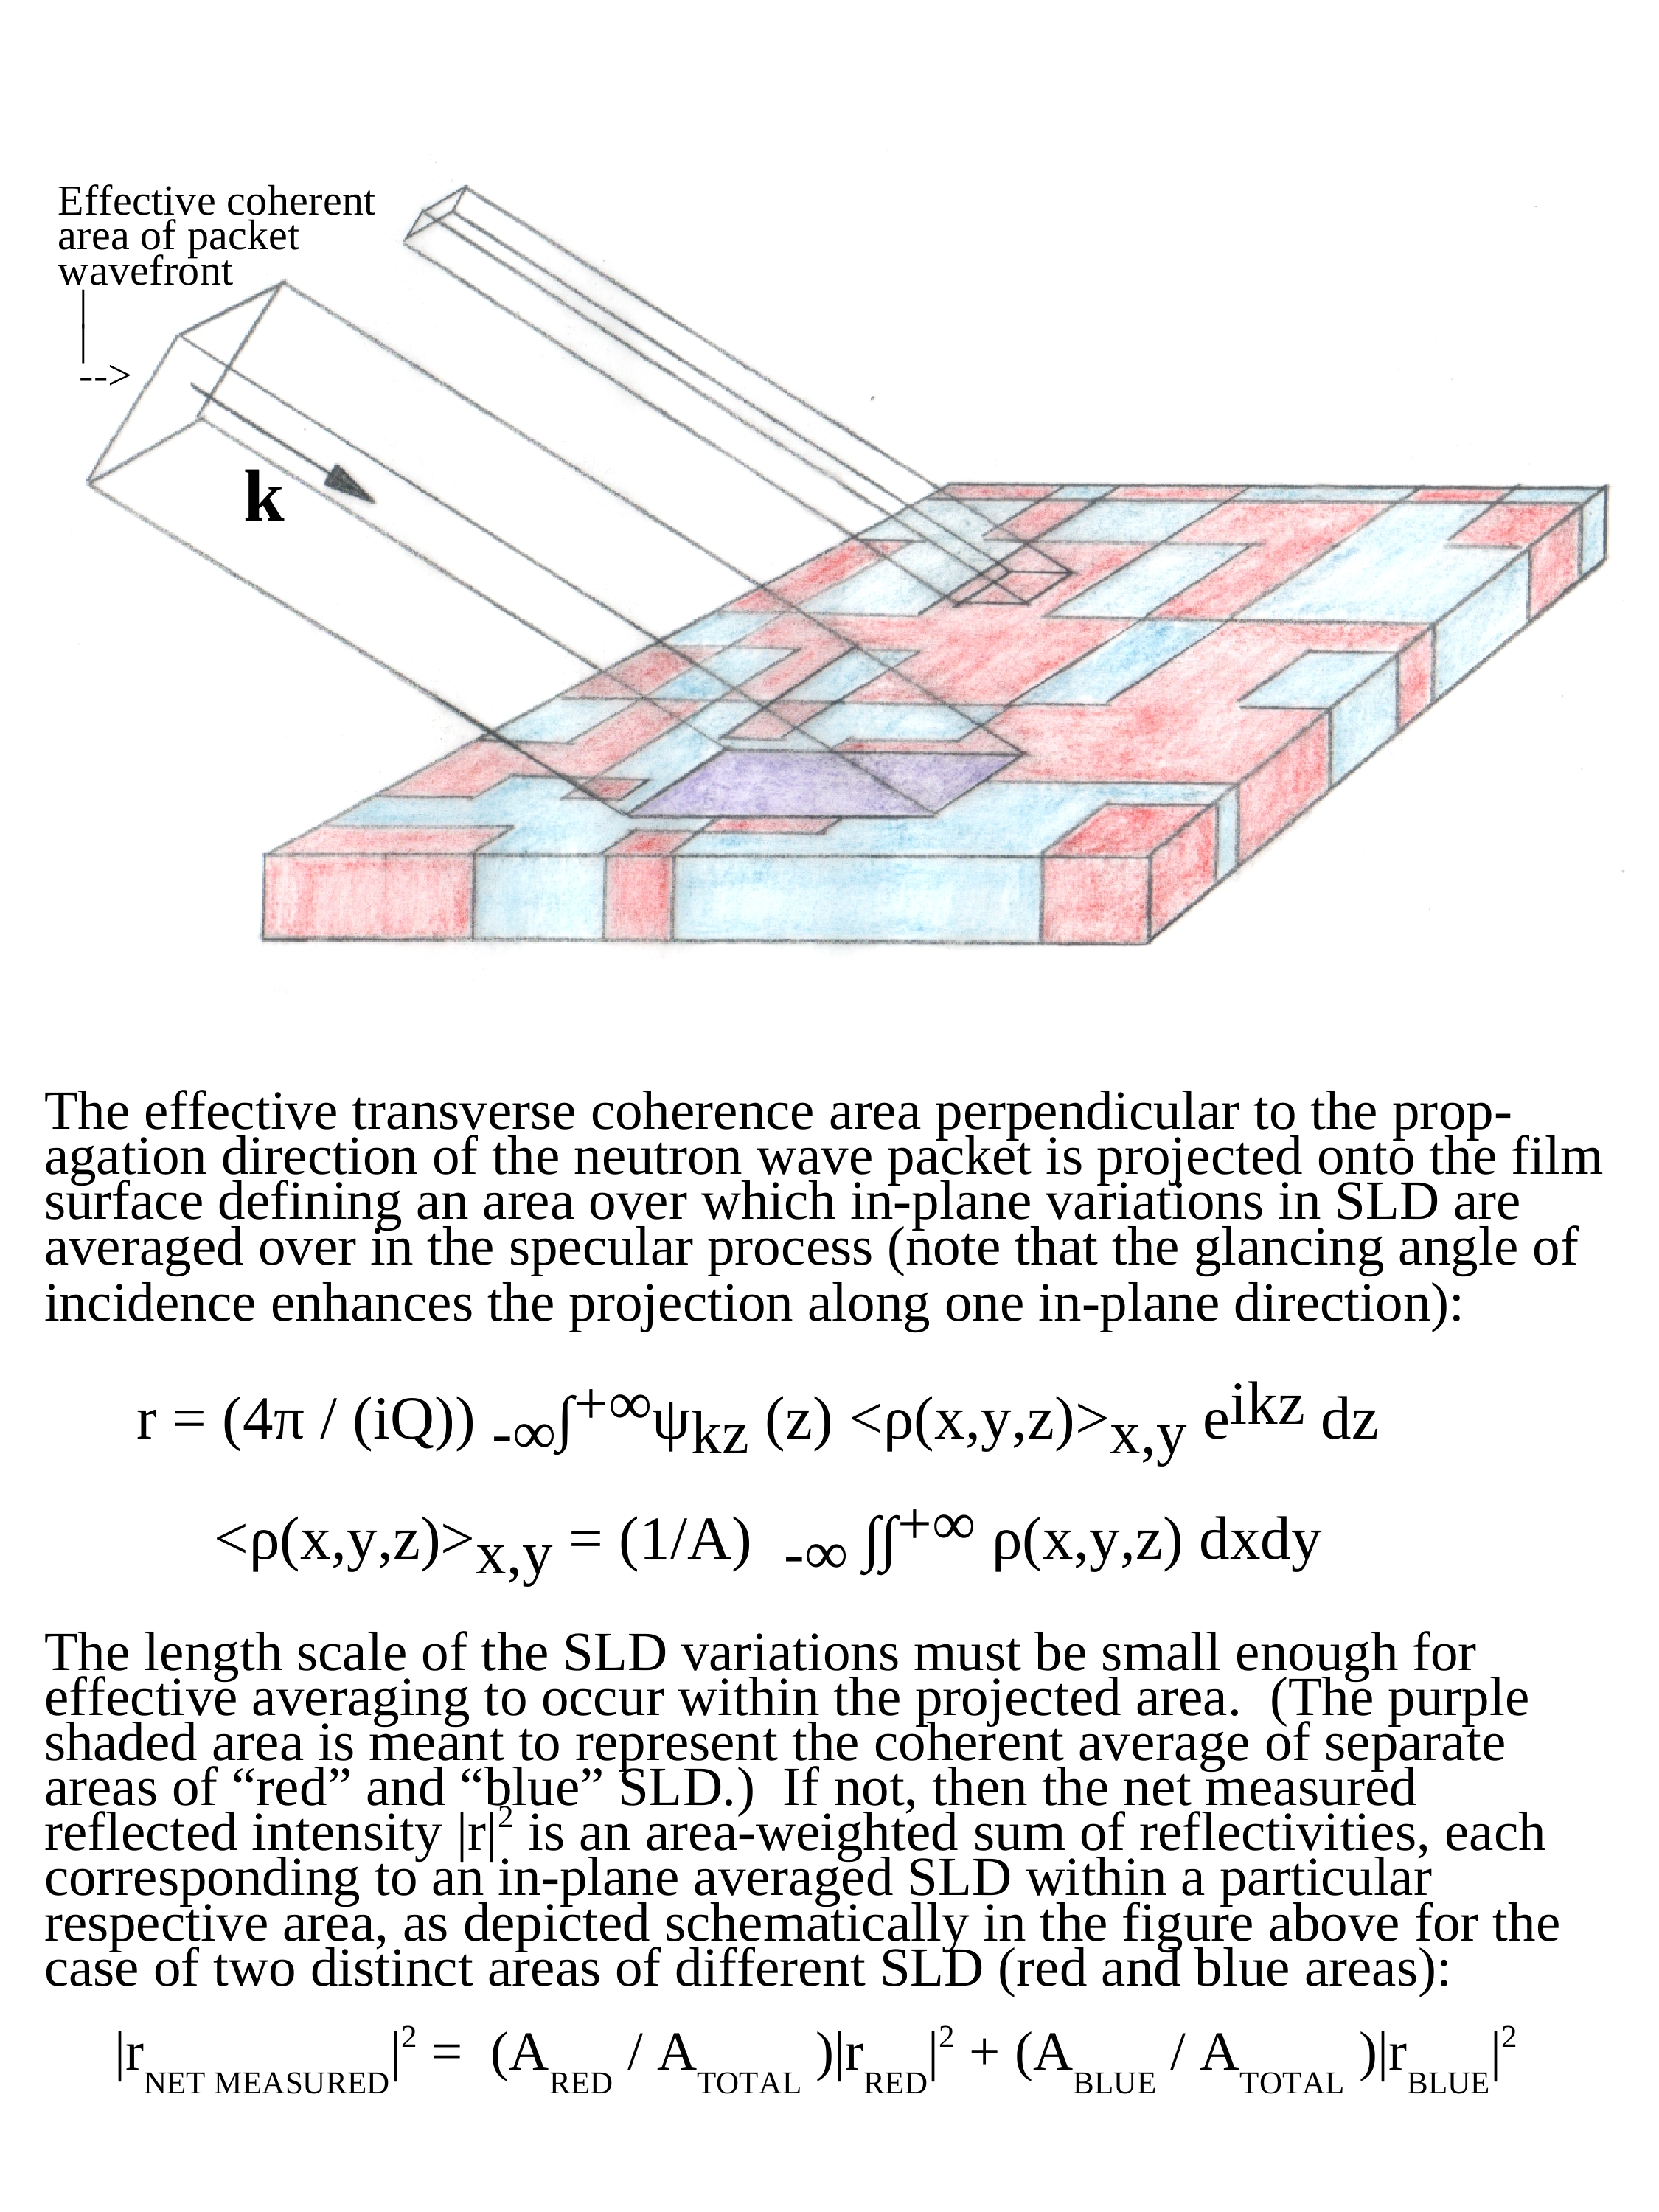 Effective coherent
area of packet
wavefront
|
|
-->
k
The effective transverse coherence area perpendicular to the prop-
agation direction of the neutron wave packet is projected onto the film
surface defining an area over which in-plane variations in SLD are
averaged over in the specular process (note that the glancing angle of
incidence enhances the projection along one in-plane direction):
r = (4π / (iQ)) -∞∫+∞ψkz (z) <ρ(x,y,z)>x,y eikz dz
<ρ(x,y,z)>x,y = (1/A) -∞ ∫∫+∞ ρ(x,y,z) dxdy
The length scale of the SLD variations must be small enough for
effective averaging to occur within the projected area. (The purple
shaded area is meant to represent the coherent average of separate
areas of “red” and “blue” SLD.) If not, then the net measured
reflected intensity |r|² is an area-weighted sum of reflectivities, each
corresponding to an in-plane averaged SLD within a particular
respective area, as depicted schematically in the figure above for the
case of two distinct areas of different SLD (red and blue areas):
|rNET MEASURED|² = (ARED / ATOTAL )|rRED|² + (ABLUE / ATOTAL )|rBLUE|²